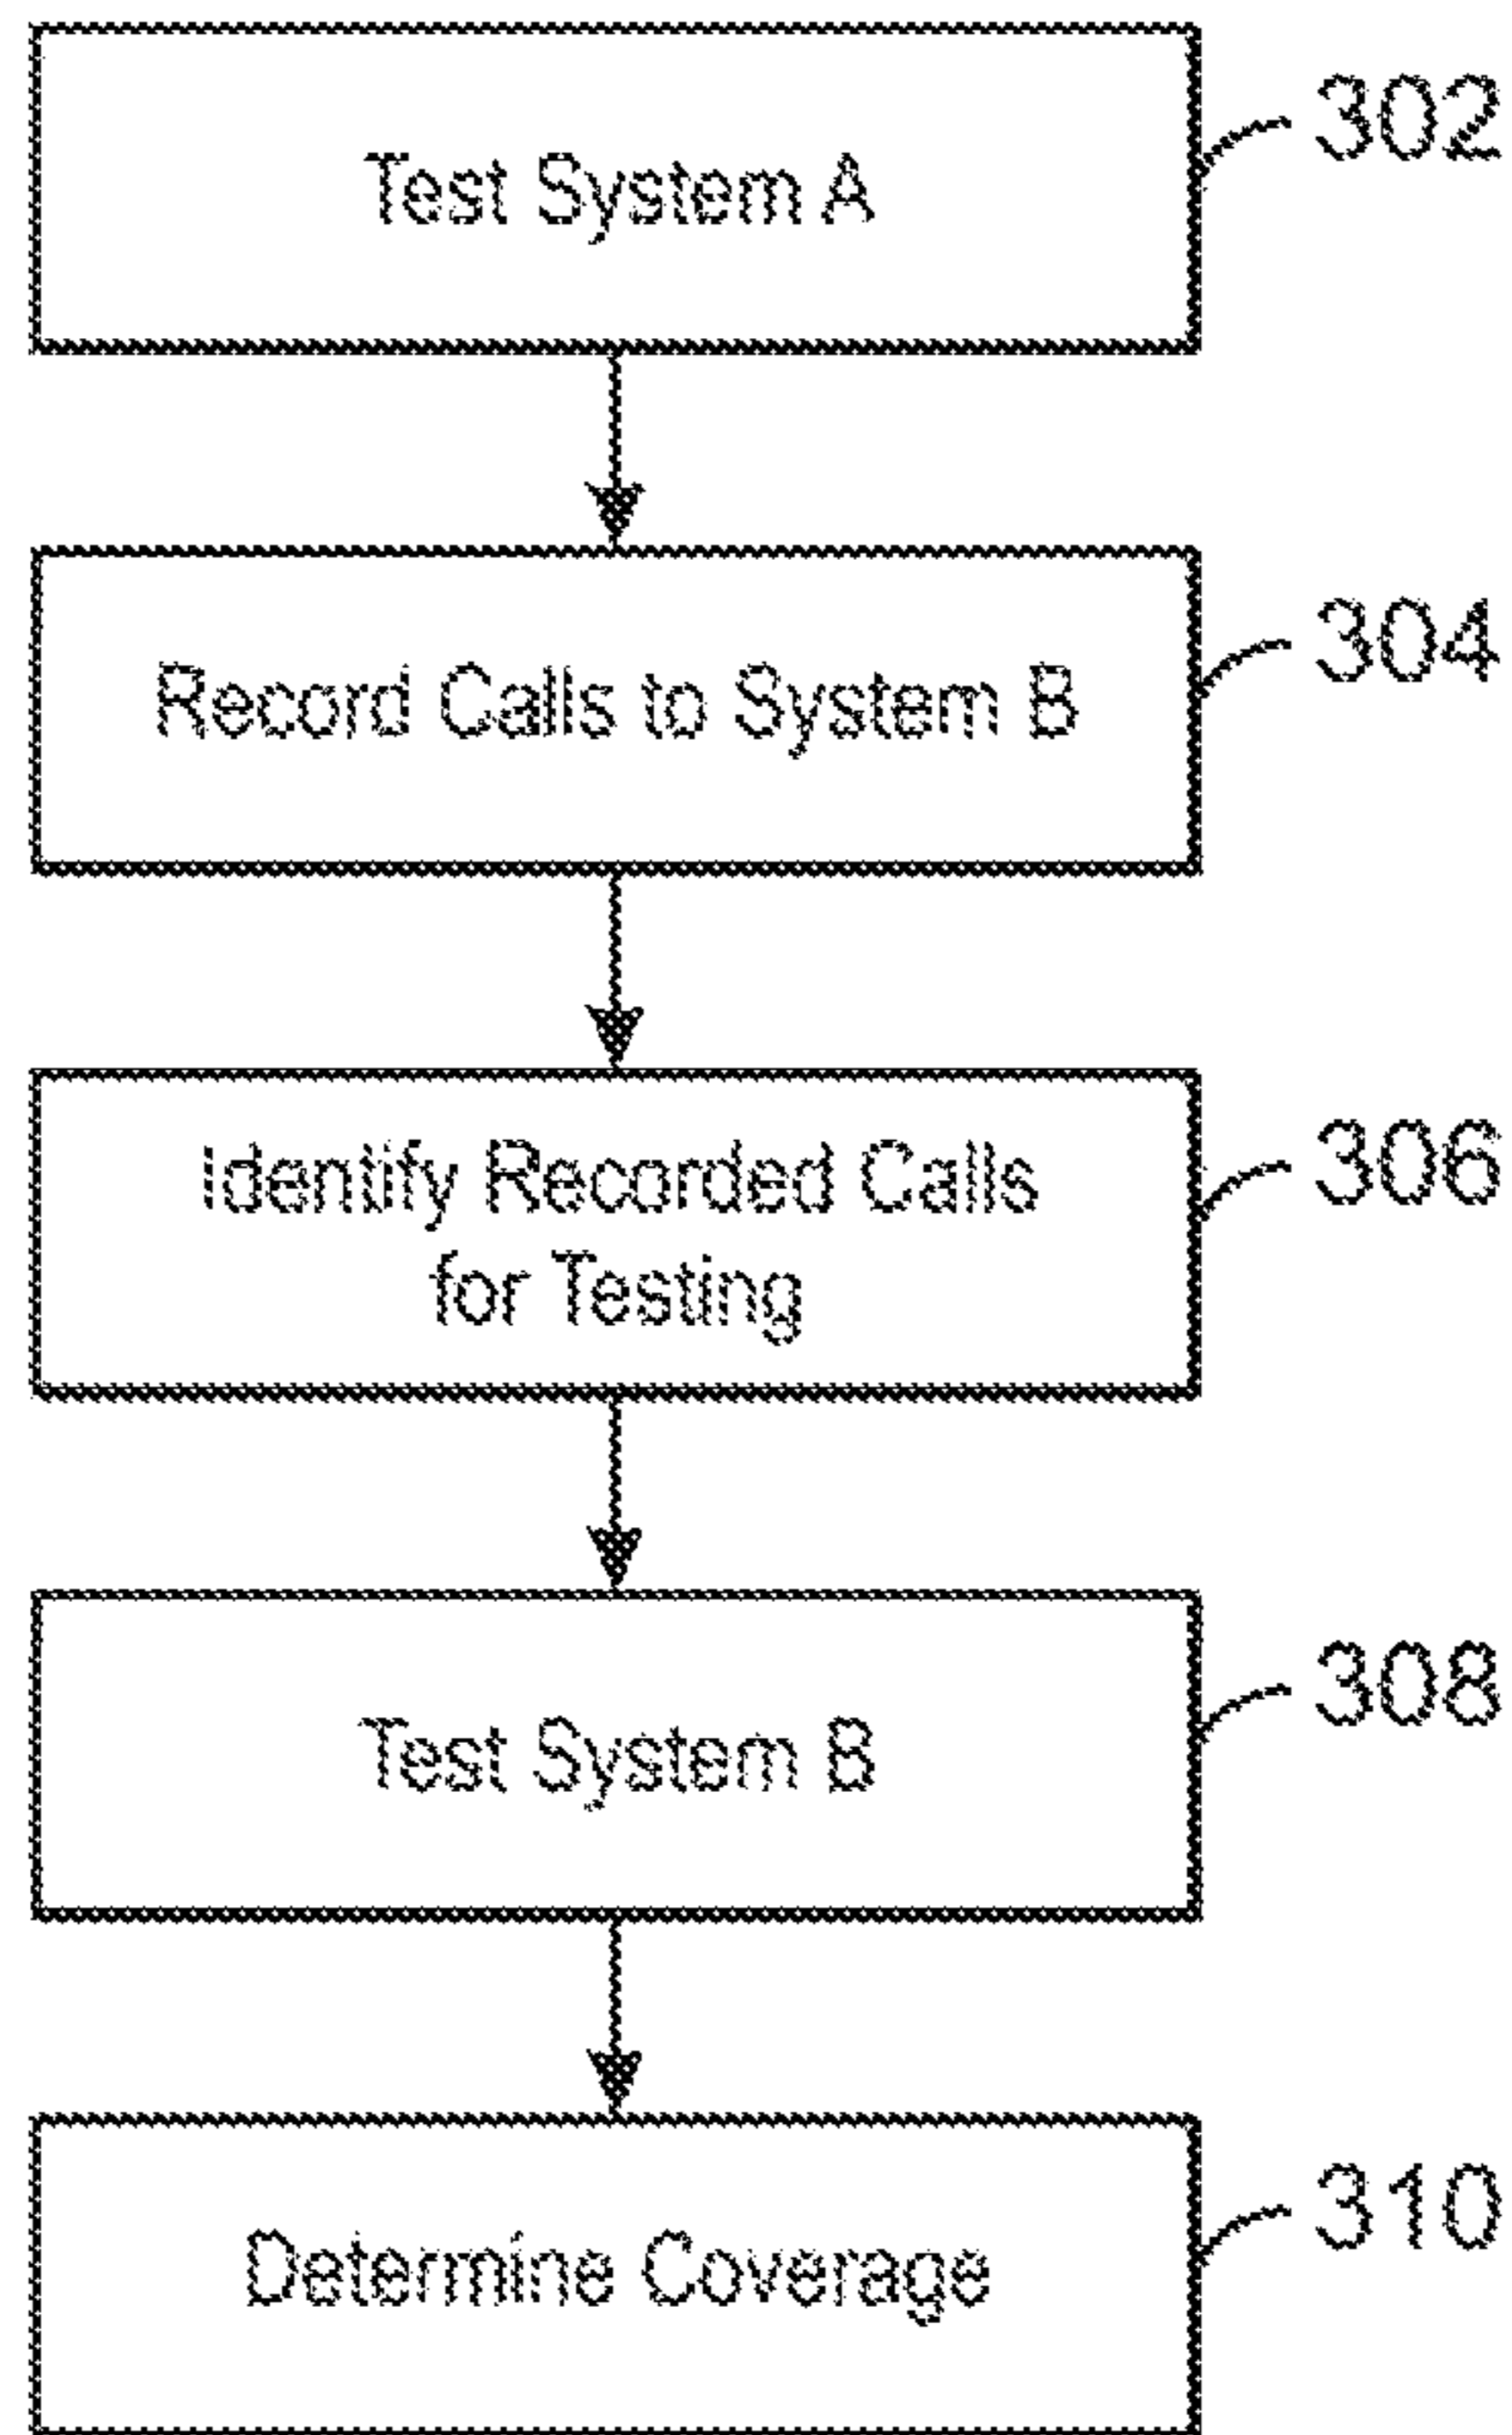 Test System A
302
Record Calls to System B
304
Identify Recorded Calls
for Testing
306
Test System B
308
Determine Coverage
310